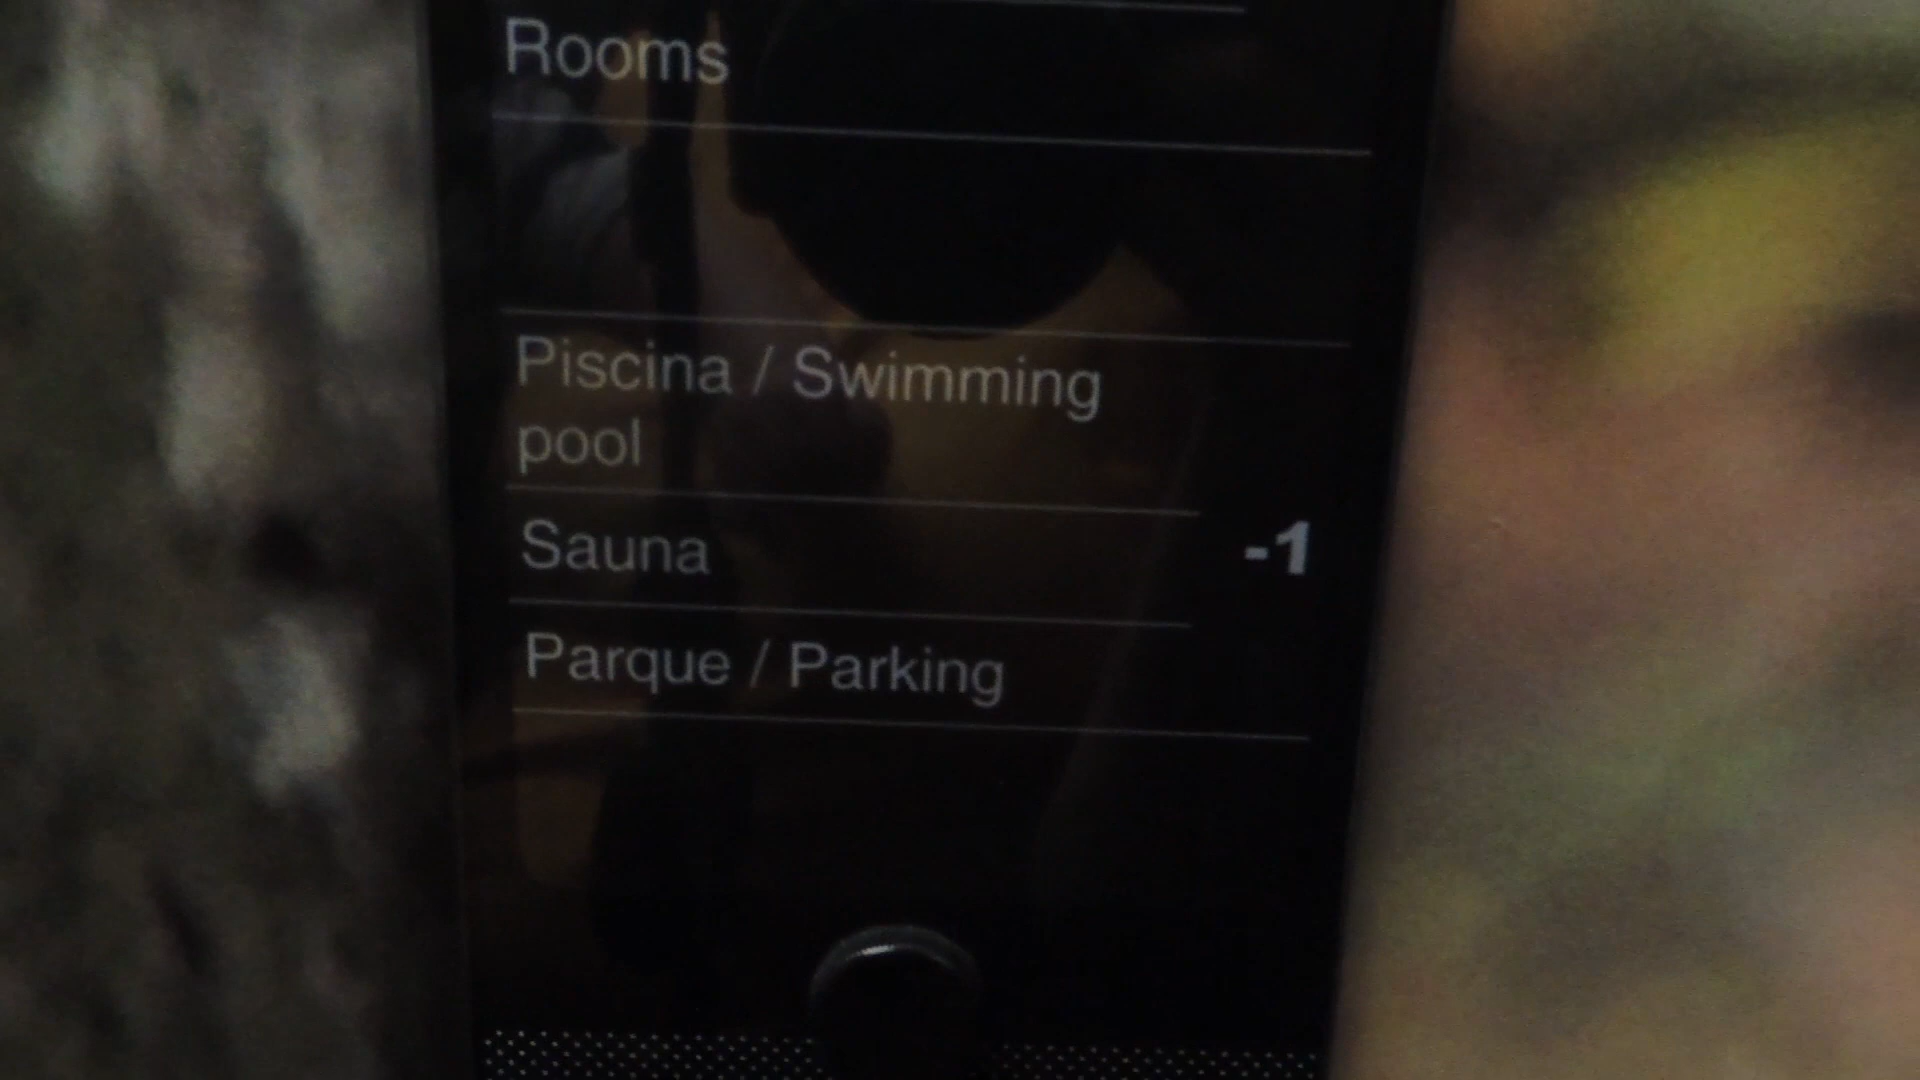 Rooms
Piscina / Swimming
pool
Sauna
-1
Parque / Parking